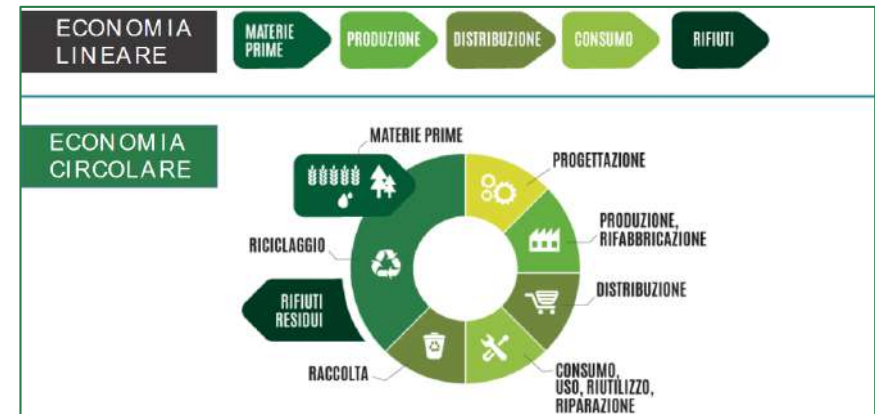 ECONOMIA
LINEARE
MATERIE
PRIME
PRODUZIONE
DISTRIBUZIONE
CONSUMO
RIFIUTI
ECONOMIA
CIRCOLARE
MATERIE PRIME
PROGETTAZIONE
PRODUZIONE,
RIFABBRICAZIONE
RICICLAGGIO
DISTRIBUZIONE
RIFIUTI
RESIDUI
RACCOLTA
CONSUMO,
USO, RIUTILIZZO,
RIPARAZIONE